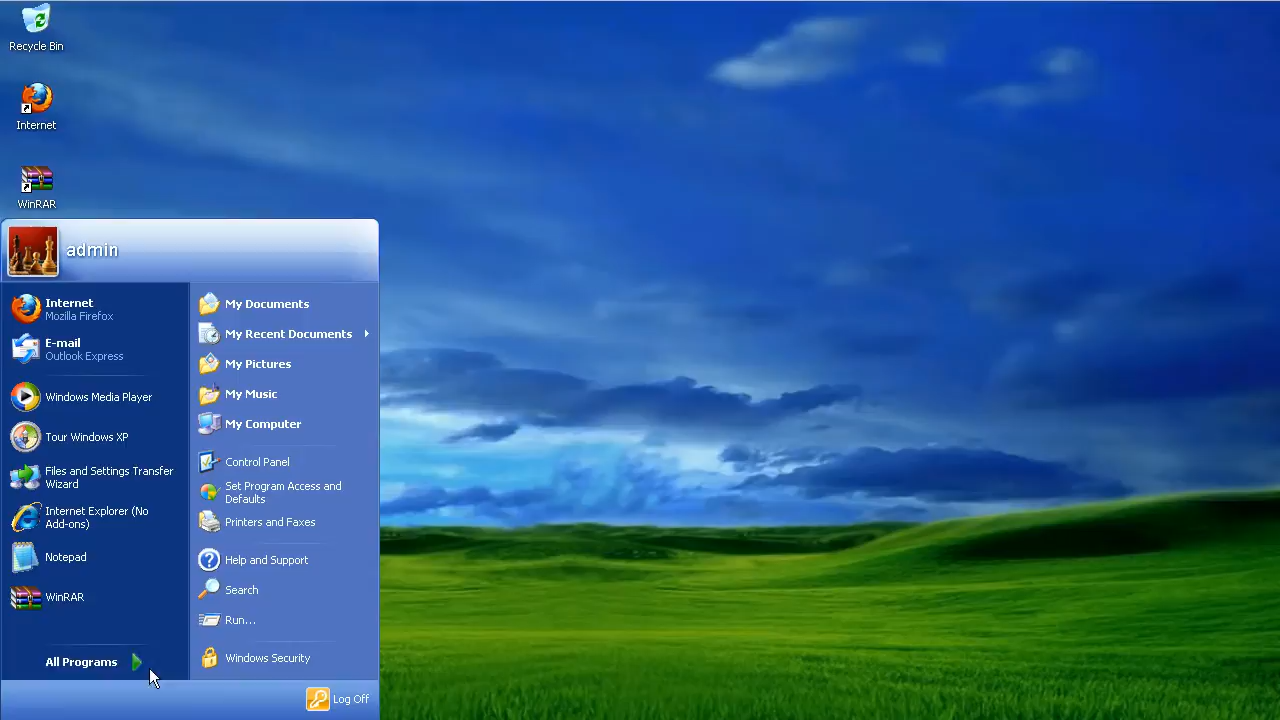 Recycle Bin
Internet
WinRAR
admin
Internet
Mozilla Firefox
E-mail
Outlook Express
Windows Media Player
Tour Windows XP
Files and Settings Transfer
Wizard
Internet Explorer (No
Add-ons)
Notepad
WinRAR
All Programs
My Documents
My Recent Documents
My Pictures
My Music
My Computer
Control Panel
Set Program Access and
Defaults
Printers and Faxes
Help and Support
Search
Run...
Windows Security
Log Off